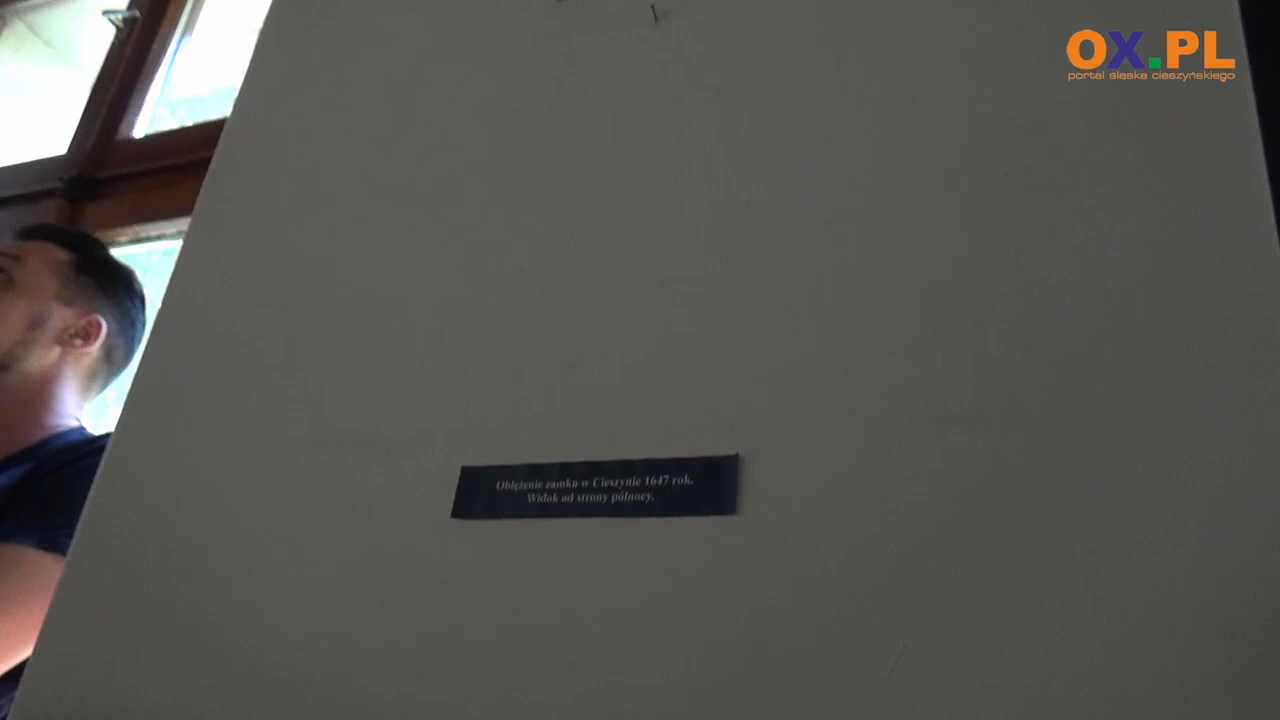 OX.PL
portal śląska cieszyńskiego
Oblężenie zamku w Cieszynie 1647 rok.
Widok od strony północy.